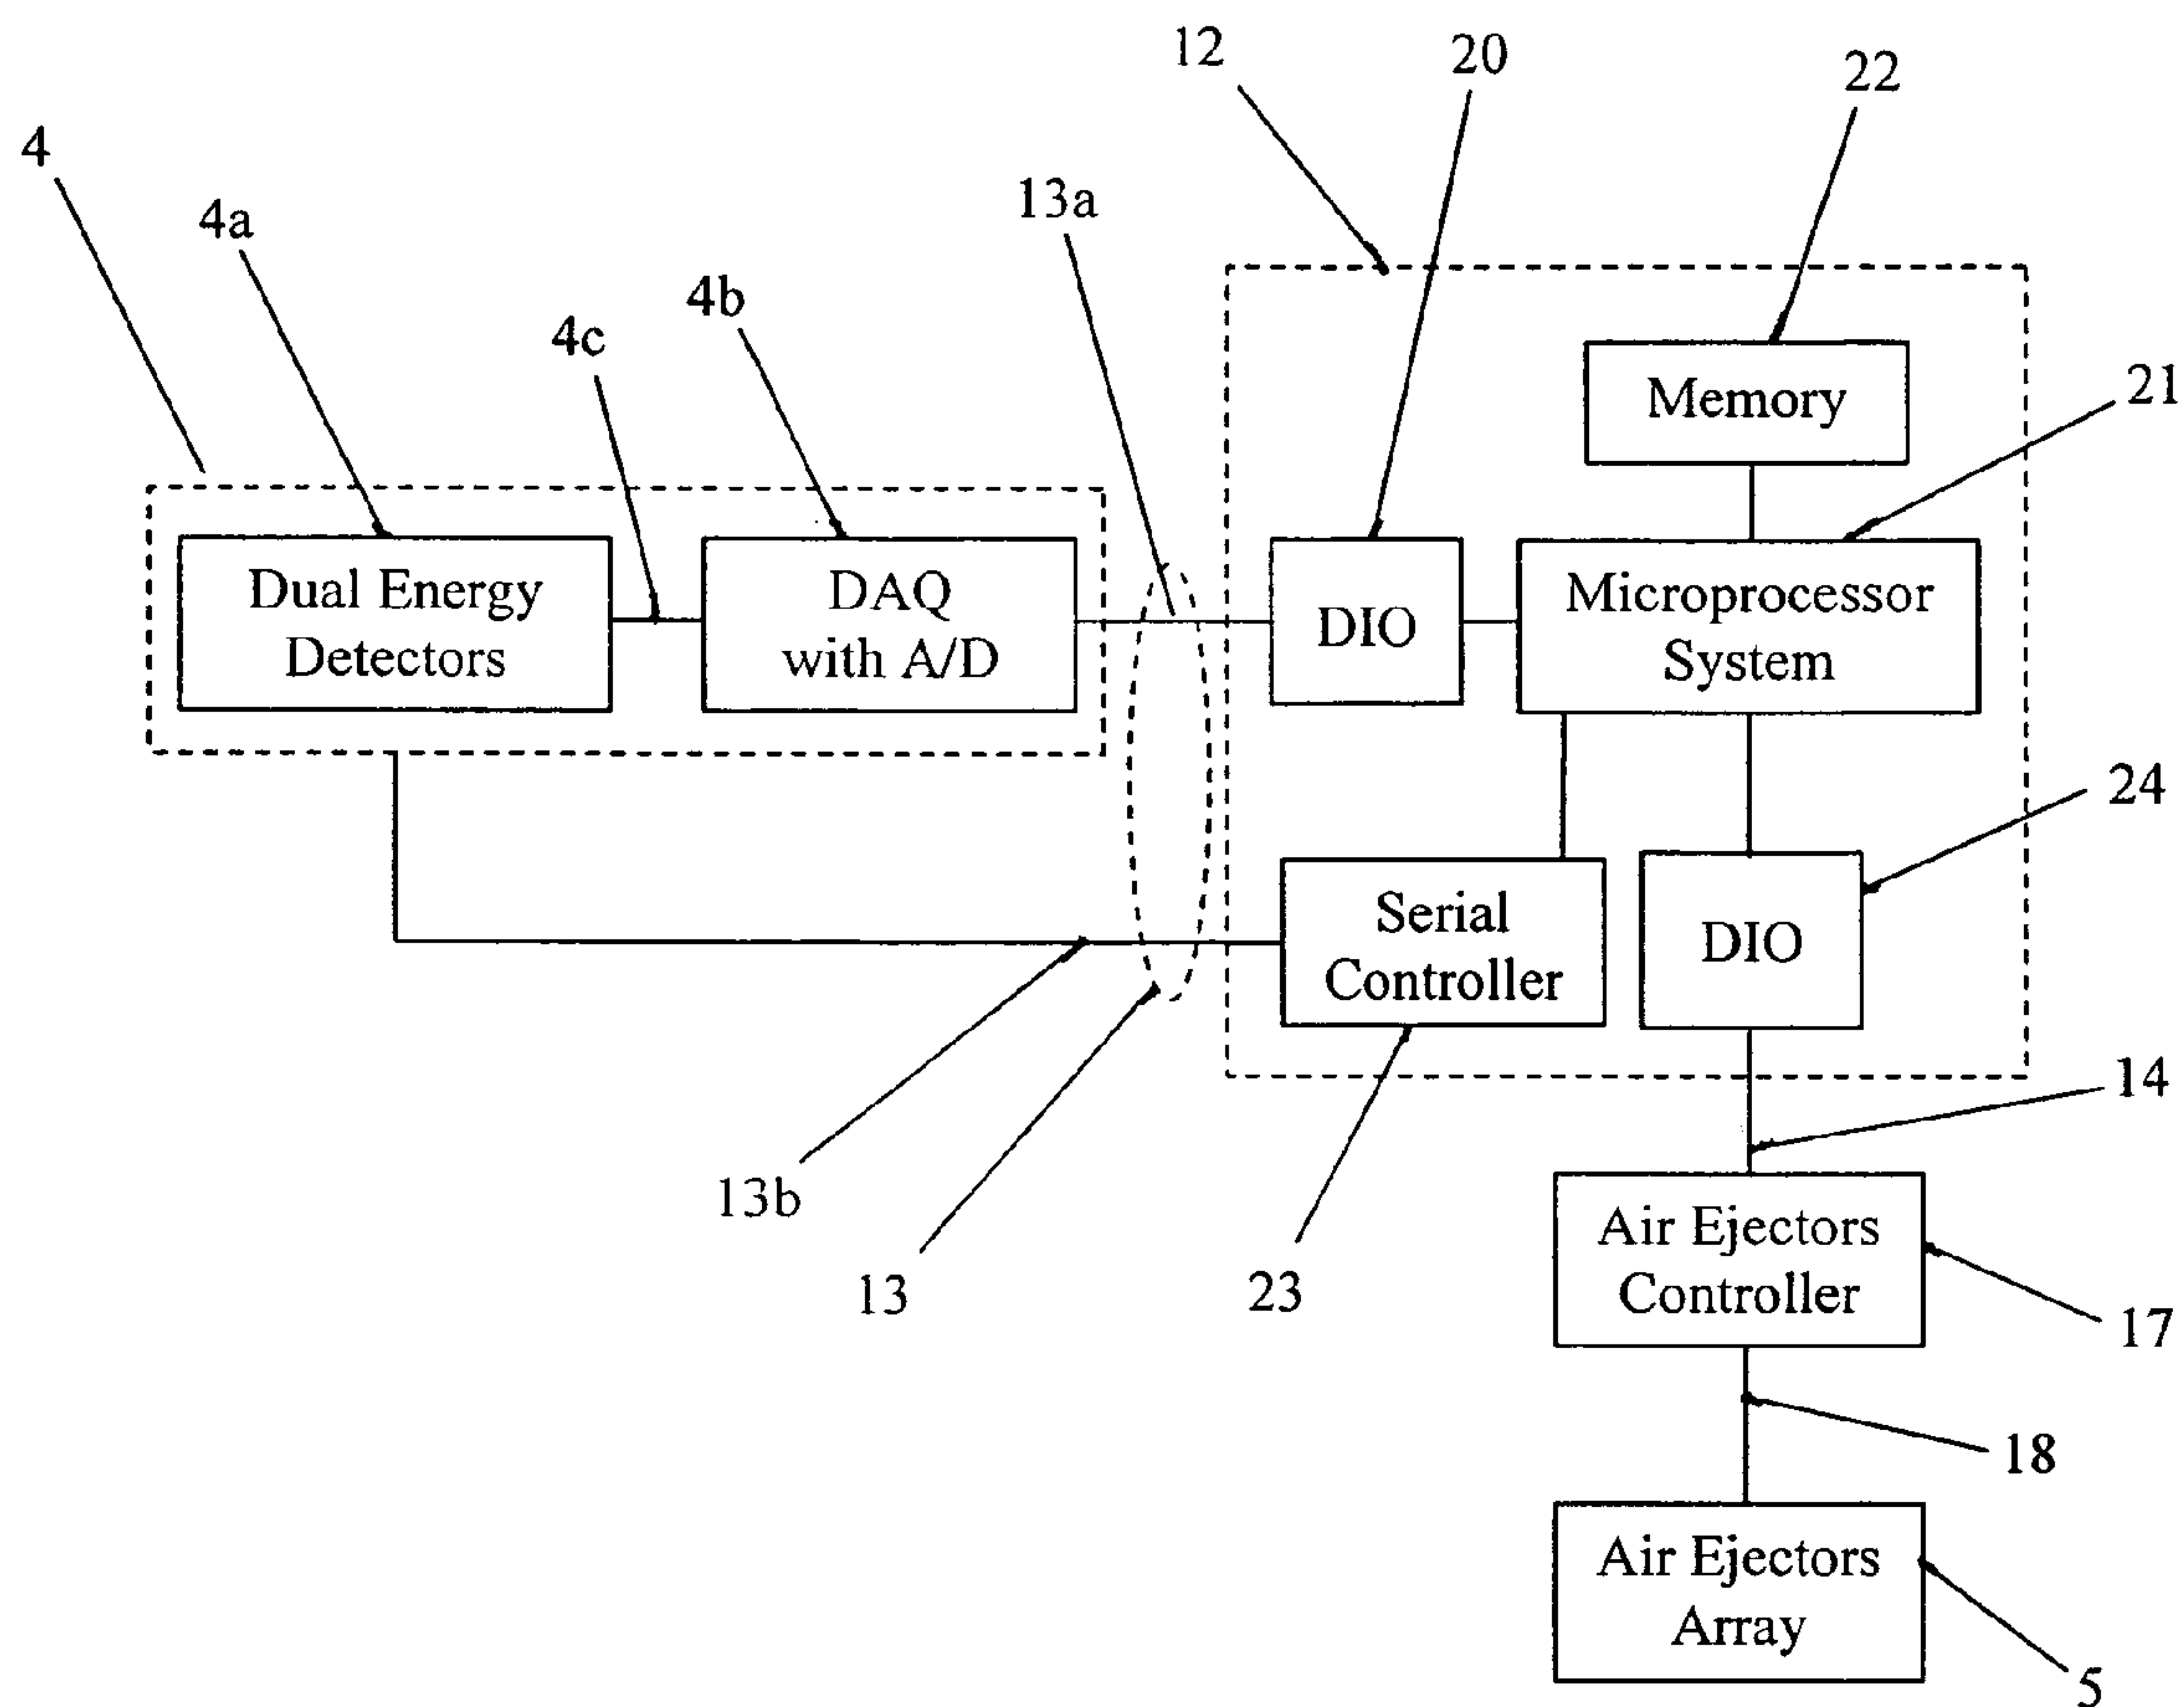 12
20
22
4
4a
13a
4b
4c
21
Memory
Dual Energy
Detectors
DAQ
with A/D
DIO
Microprocessor
System
24
Serial
Controller
DIO
14
13b
13
23
Air Ejectors
Controller
17
18
Air Ejectors
Array
5